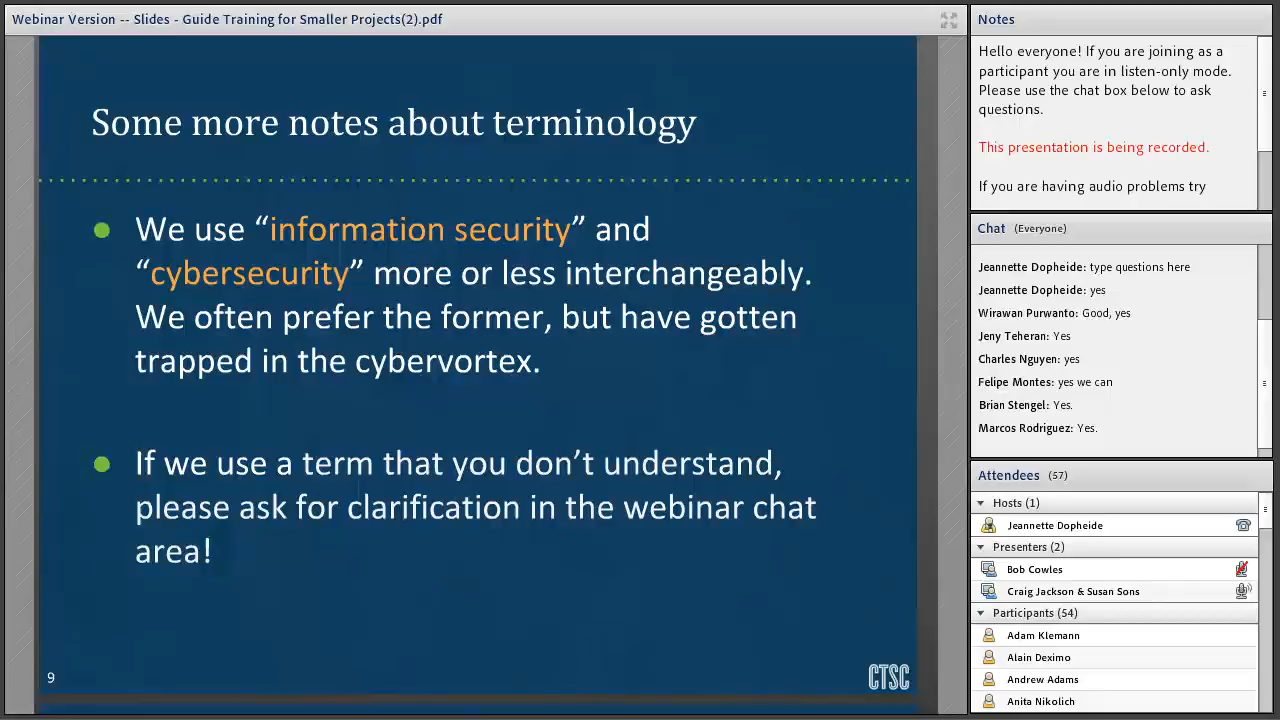 Webinar Version -- Slides - Guide Training for Smaller Projects(2).pdf
Some more notes about terminology
We use “information security” and
“cybersecurity” more or less interchangeably.
We often prefer the former, but have gotten
trapped in the cybervortex.
If we use a term that you don’t understand,
please ask for clarification in the webinar chat
area!
9
CTSC
Notes
Hello everyone! If you are joining as a
participant you are in listen-only mode.
Please use the chat box below to ask
questions.
This presentation is being recorded.
If you are having audio problems try
Chat (Everyone)
Jeannette Dopheide: type questions here
Jeannette Dopheide: yes
Wirawan Purwanto: Good, yes
Jeny Teheran: Yes
Charles Nguyen: yes
Felipe Montes: yes we can
Brian Stengel: Yes.
Marcos Rodriguez: Yes.
Attendees (57)
Hosts (1)
Jeannette Dopheide
Presenters (2)
Bob Cowles
Craig Jackson & Susan Sons
Participants (54)
Adam Klemann
Alain Deximo
Andrew Adams
Anita Nikolich